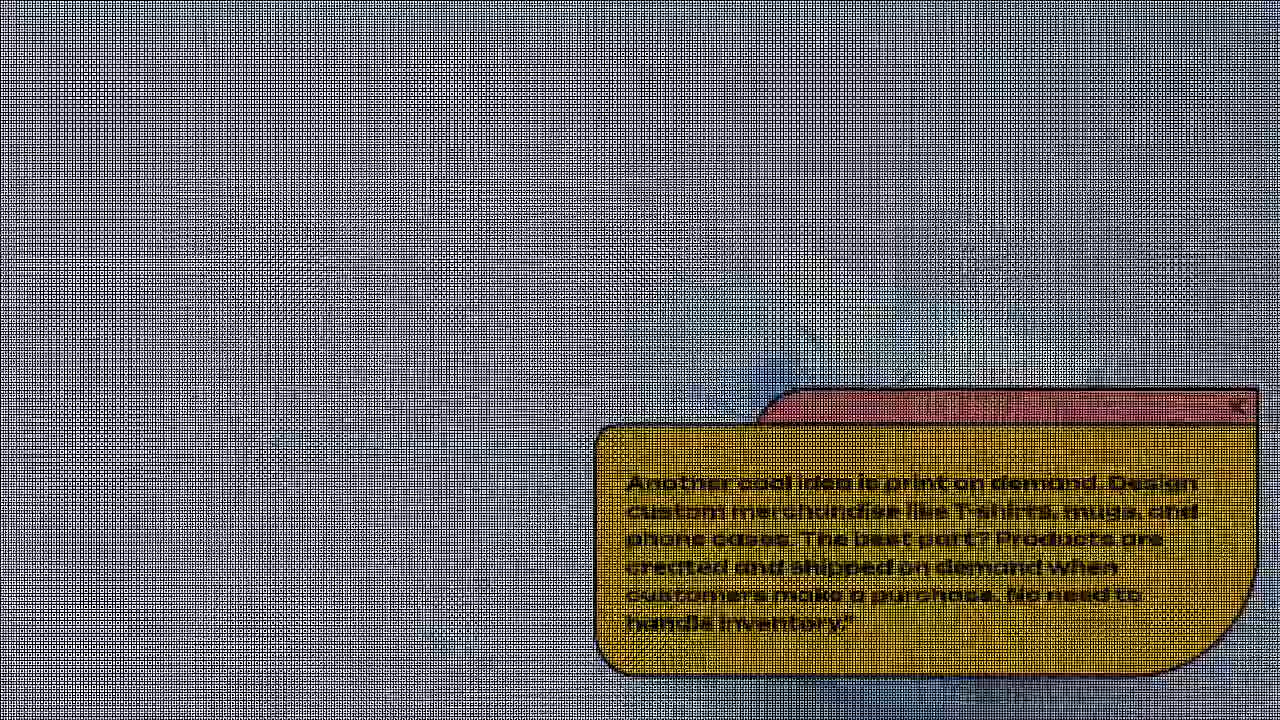 Another cool idea is print on demand. Design
custom merchandise like T-shirts, mugs, and
phone cases. The best part? Products are
created and shipped on demand when
customers make a purchase. No need to
handle inventory."